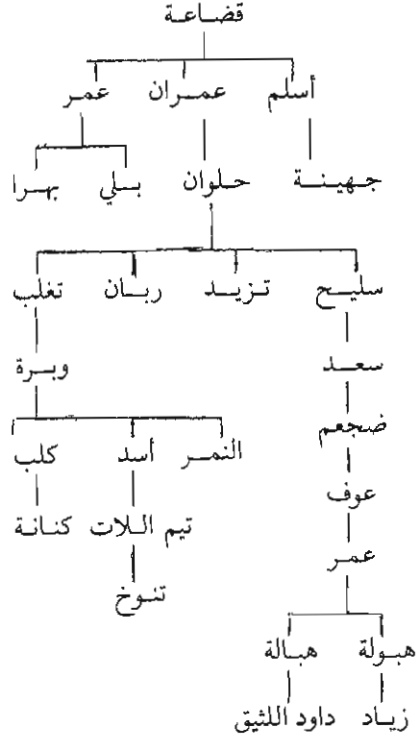 قضاعة
أسلم عمران عمر
جهينة حلوان بلي بهرا
سليح تزيد ربان تغلب
سعد وبرة
ضجعم
النمر أسد كلب
عوف
تيم اللات كنانة
عمر
تنوخ
هبولة هبالة
زياد داود اللثيق